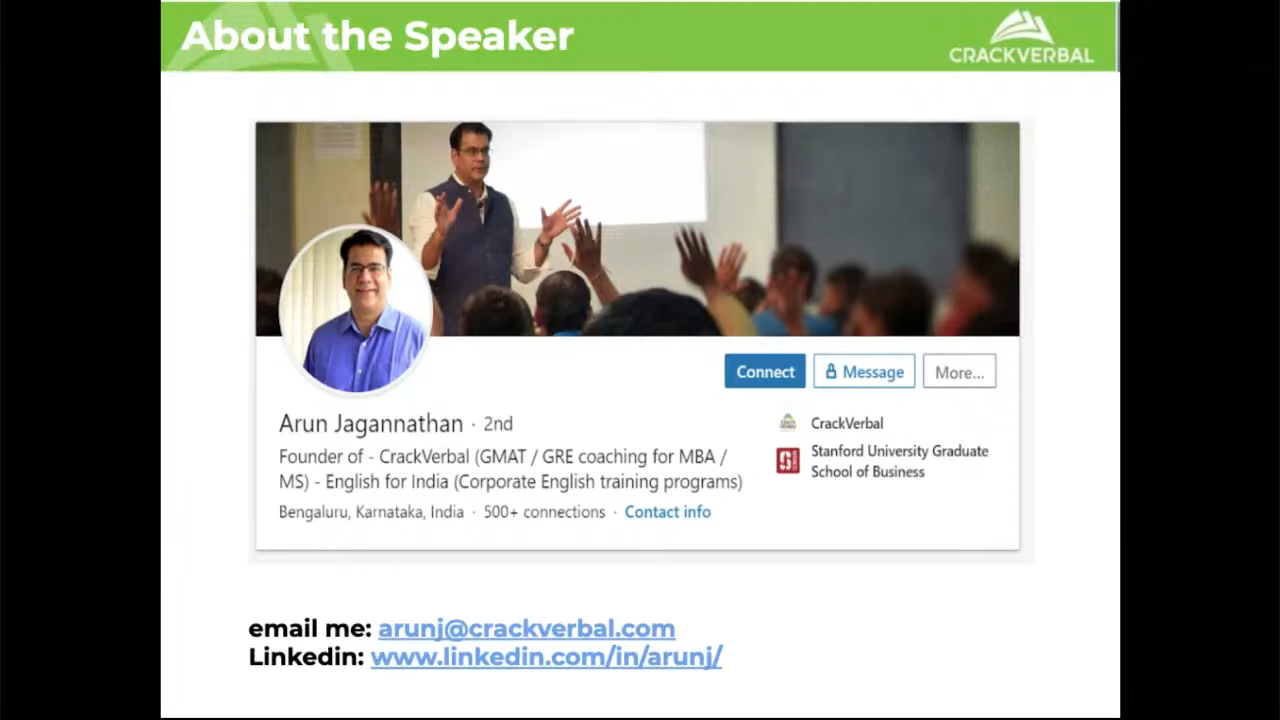 About the Speaker
CRACKVERBAL
Connect
Message
More...
Arun Jagannathan · 2nd
Founder of - CrackVerbal (GMAT / GRE coaching for MBA /
MS) - English for India (Corporate English training programs)
Bengaluru, Karnataka, India · 500+ connections · Contact info
CrackVerbal
Stanford University Graduate
School of Business
email me: arunj@crackverbal.com
Linkedin: www.linkedin.com/in/arunj/